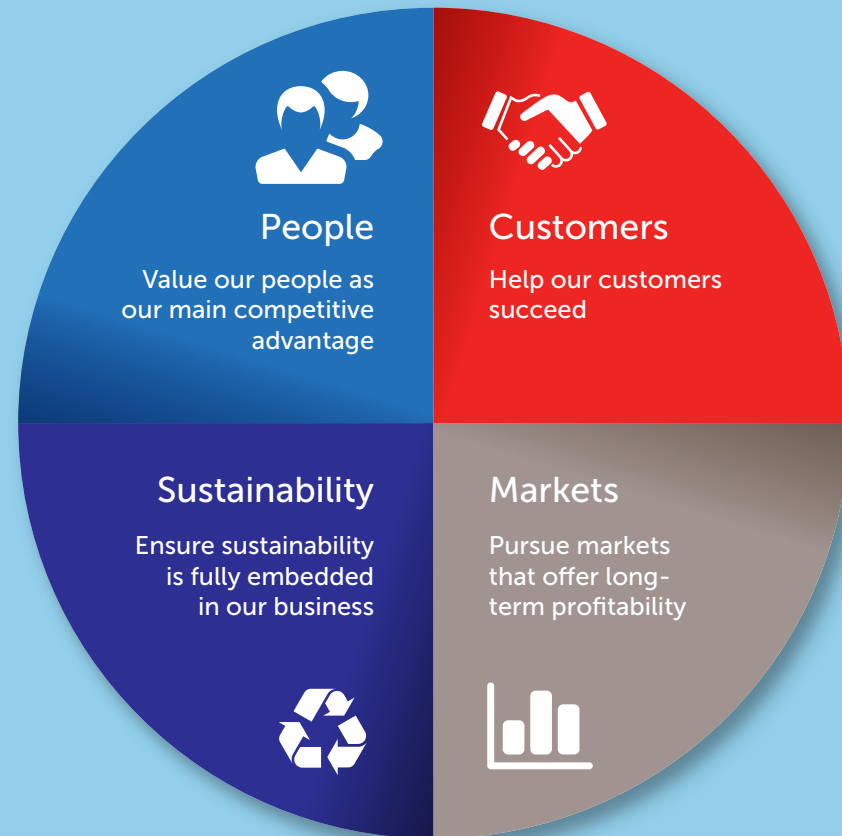 People
Value our people as
our main competitive
advantage
Customers
Help our customers
succeed
Sustainability
Ensure sustainability
is fully embedded
in our business
Markets
Pursue markets
that offer long-
term profitability